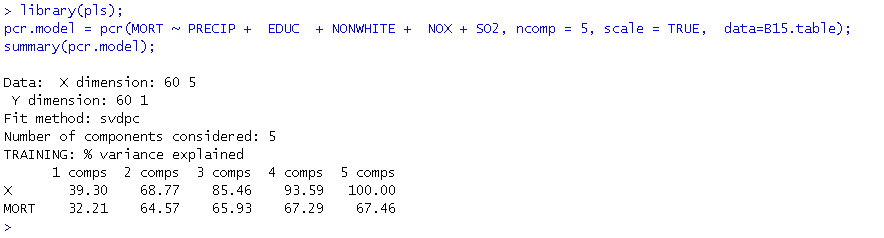 > library(pls);
pcr.model = pcr(MORT ~ PRECIP +  EDUC  + NONWHITE +  NOX + SO2, ncomp = 5, scale = TRUE,  data=B15.table);
summary(pcr.model);
Data:  X dimension: 60 5
 Y dimension: 60 1
Fit method: svdpc
Number of components considered: 5
TRAINING: % variance explained
      1 comps  2 comps  3 comps  4 comps  5 comps
X       39.30    68.77    85.46    93.59   100.00
MORT    32.21    64.57    65.93    67.29    67.46
>